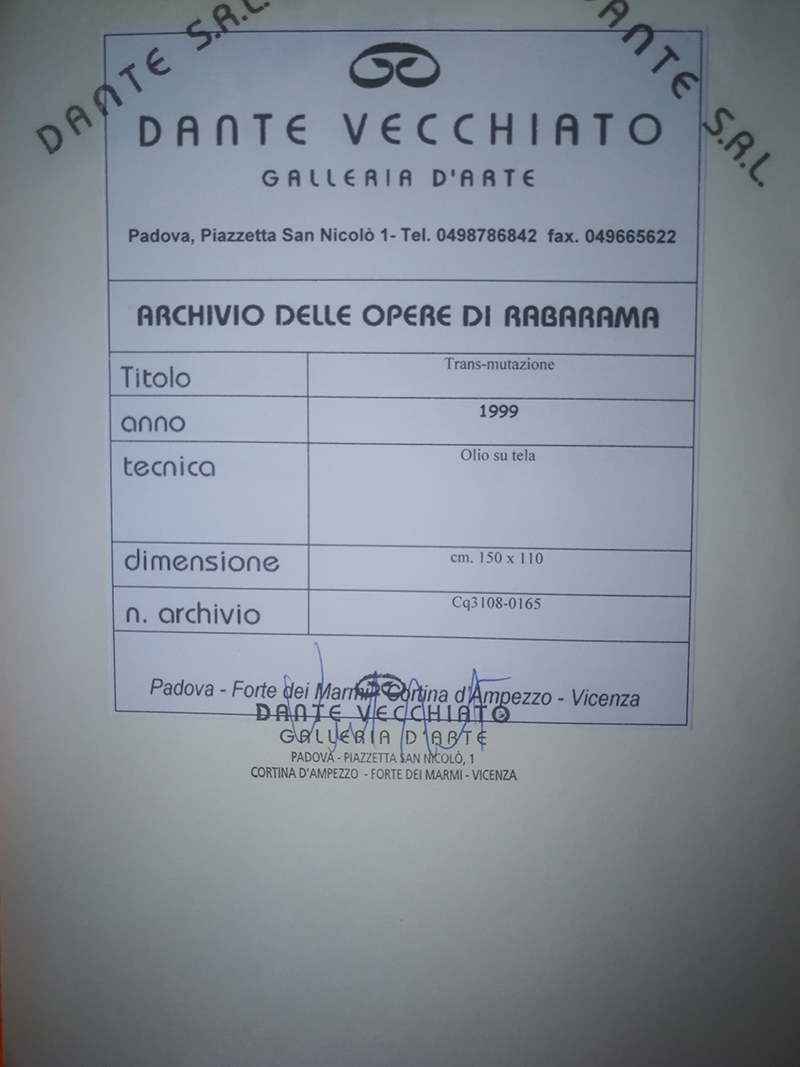 DANTE S.R.L.
DANTE S.R.L.
DANTE VECCHIATO
GALLERIA D'ARTE
Padova, Piazzetta San Nicolò 1- Tel. 0498786842 fax. 049665622
ARCHIVIO DELLE OPERE DI RABARAMA
Titolo Trans-mutazione
anno 1999
tecnica Olio su tela
dimensione cm. 150 x 110
n. archivio Cq3108-0165
Padova - Forte dei Marmi - Cortina d'Ampezzo - Vicenza
DANTE VECCHIATO
GALLERIA D'ARTE
PADOVA - PIAZZETTA SAN NICOLÒ, 1
CORTINA D'AMPEZZO - FORTE DEI MARMI - VICENZA